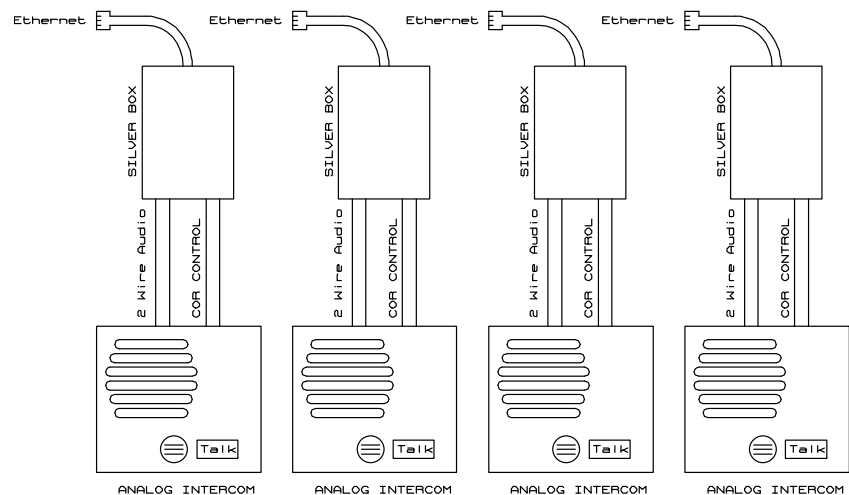 Ethernet Ethernet Ethernet Ethernet
SILVER BOX SILVER BOX SILVER BOX SILVER BOX
2 Wire Audio COR CONTROL 2 Wire Audio COR CONTROL 2 Wire Audio COR CONTROL 2 Wire Audio COR CONTROL
Talk Talk Talk Talk
ANALOG INTERCOM ANALOG INTERCOM ANALOG INTERCOM ANALOG INTERCOM